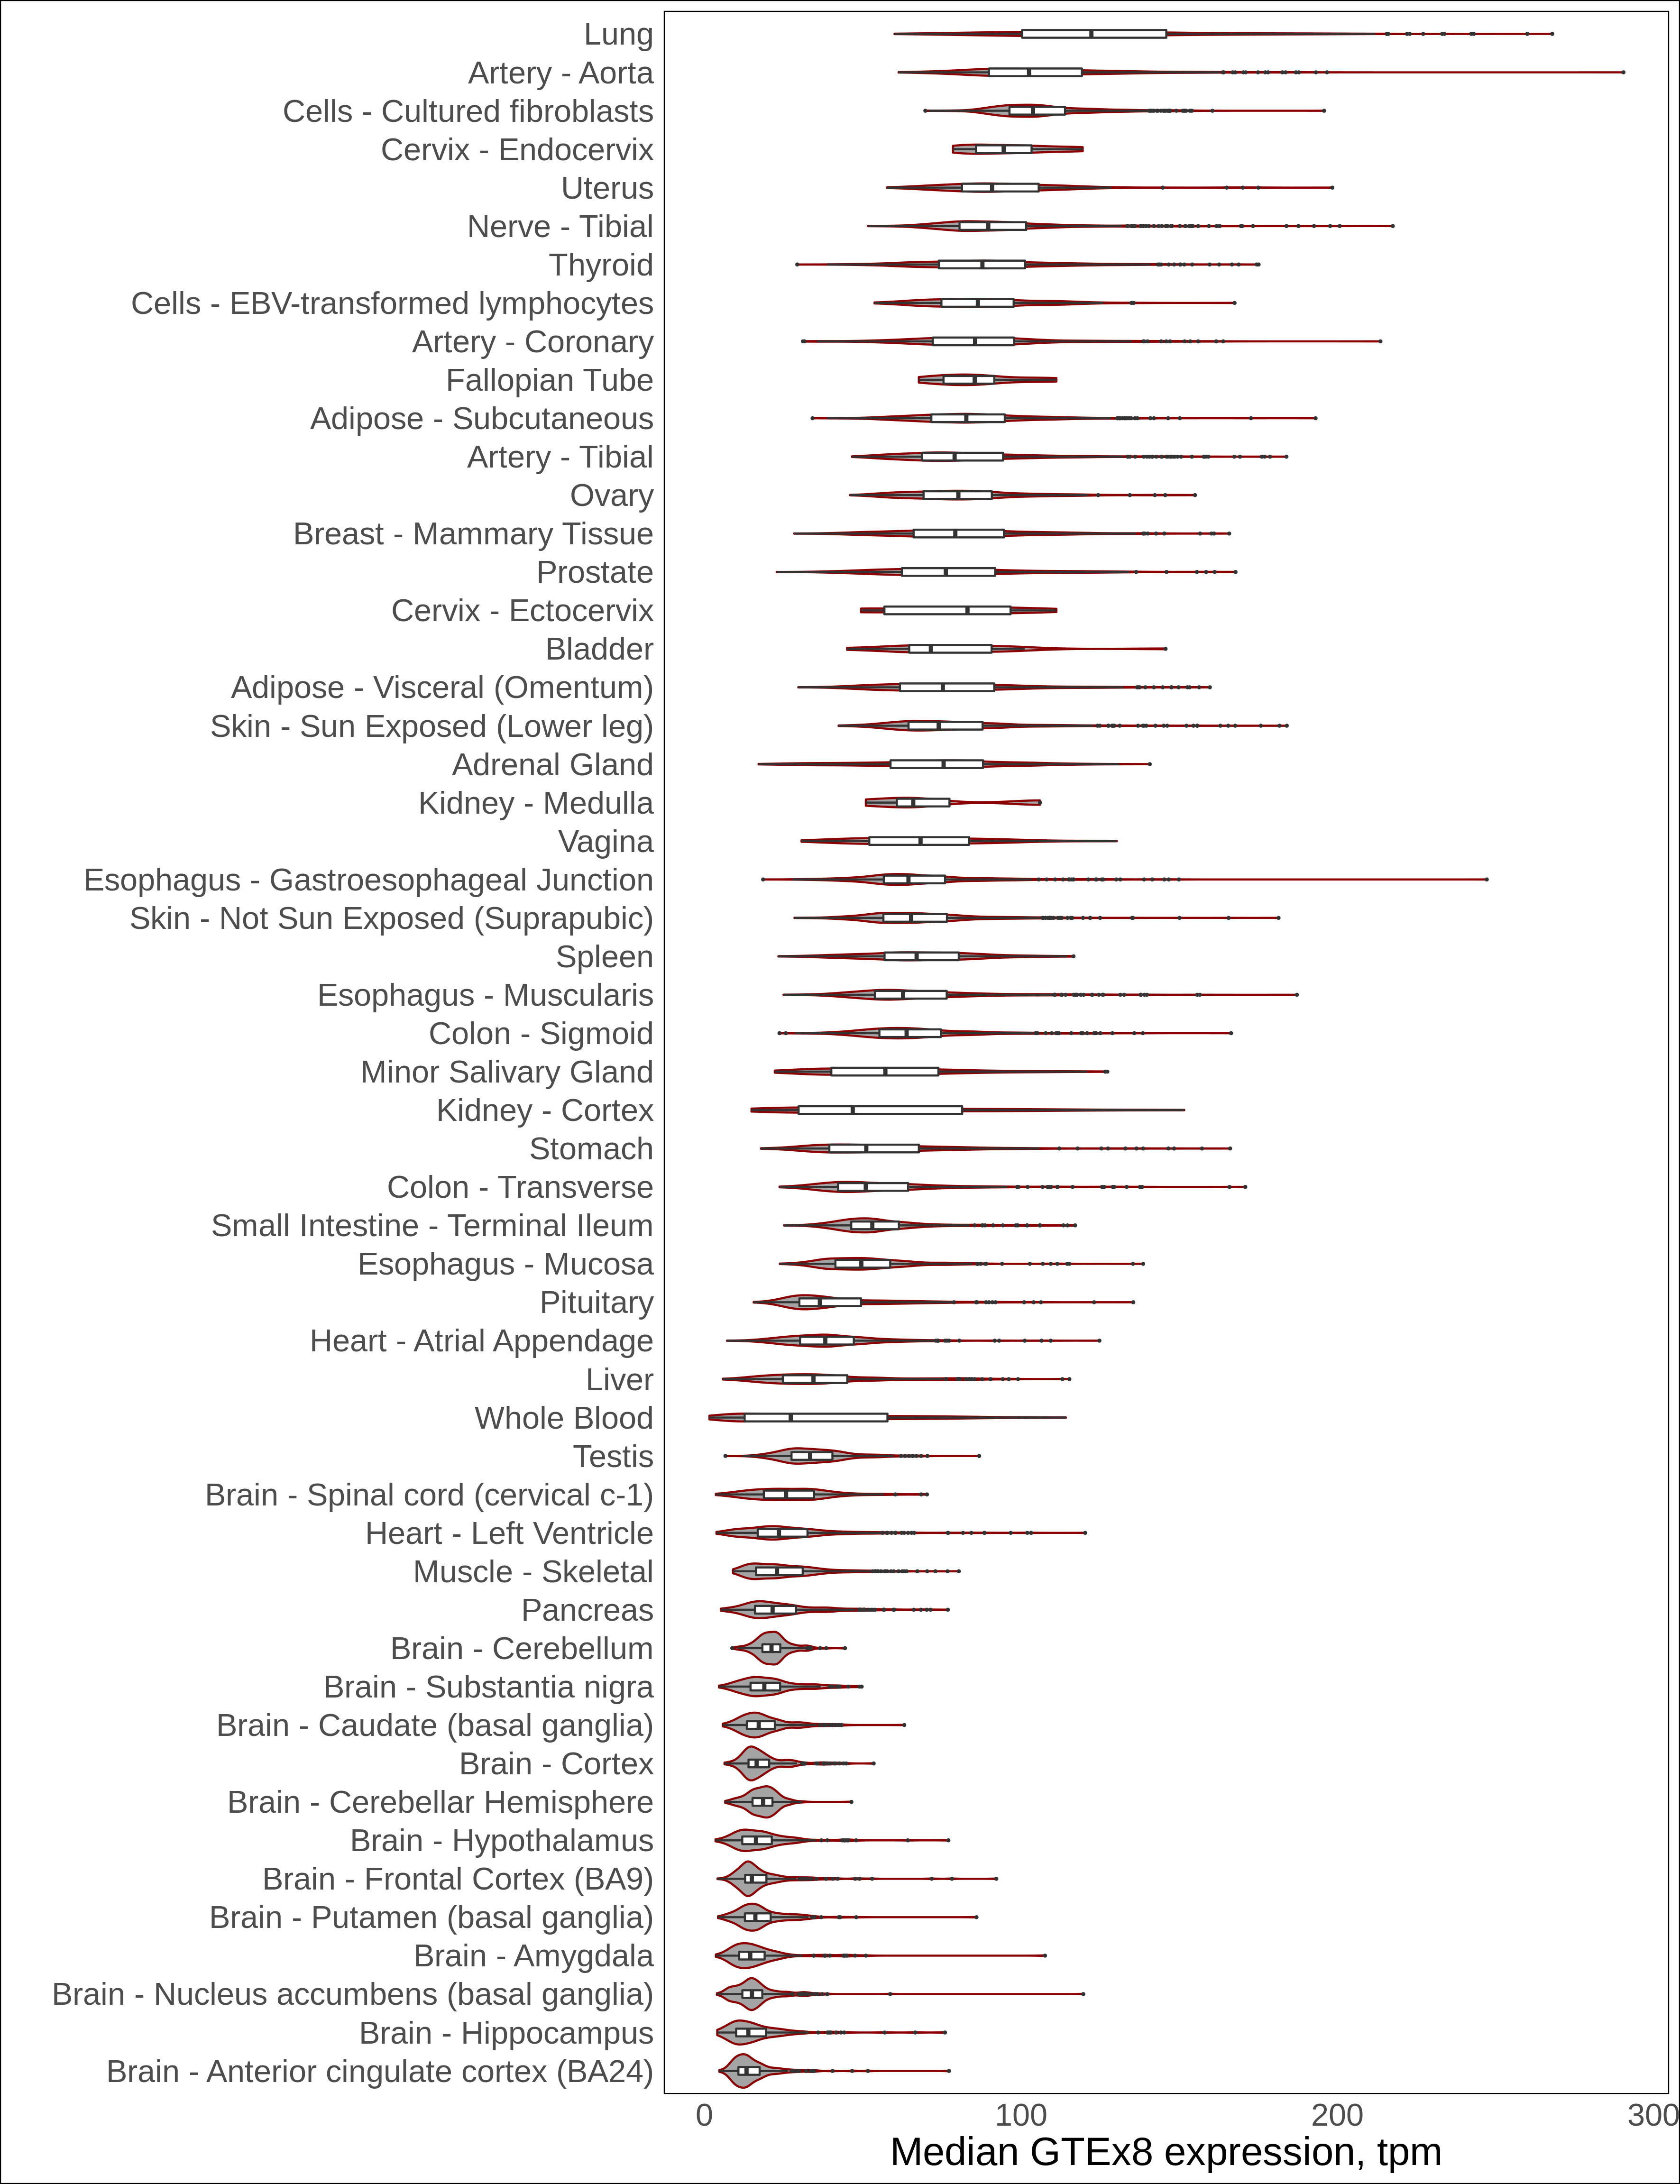 Lung
Artery - Aorta
Cells - Cultured fibroblasts
Cervix - Endocervix
Uterus
Nerve - Tibial
Thyroid
Cells - EBV-transformed lymphocytes
Artery - Coronary
Fallopian Tube
Adipose - Subcutaneous
Artery - Tibial
Ovary
Breast - Mammary Tissue
Prostate
Cervix - Ectocervix
Bladder
Adipose - Visceral (Omentum)
Skin - Sun Exposed (Lower leg)
Adrenal Gland
Kidney - Medulla
Vagina
Esophagus - Gastroesophageal Junction
Skin - Not Sun Exposed (Suprapubic)
Spleen
Esophagus - Muscularis
Colon - Sigmoid
Minor Salivary Gland
Kidney - Cortex
Stomach
Colon - Transverse
Small Intestine - Terminal Ileum
Esophagus - Mucosa
Pituitary
Heart - Atrial Appendage
Liver
Whole Blood
Testis
Brain - Spinal cord (cervical c-1)
Heart - Left Ventricle
Muscle - Skeletal
Pancreas
Brain - Cerebellum
Brain - Substantia nigra
Brain - Caudate (basal ganglia)
Brain - Cortex
Brain - Cerebellar Hemisphere
Brain - Hypothalamus
Brain - Frontal Cortex (BA9)
Brain - Putamen (basal ganglia)
Brain - Amygdala
Brain - Nucleus accumbens (basal ganglia)
Brain - Hippocampus
Brain - Anterior cingulate cortex (BA24)
0 100 200 300
Median GTEx8 expression, tpm